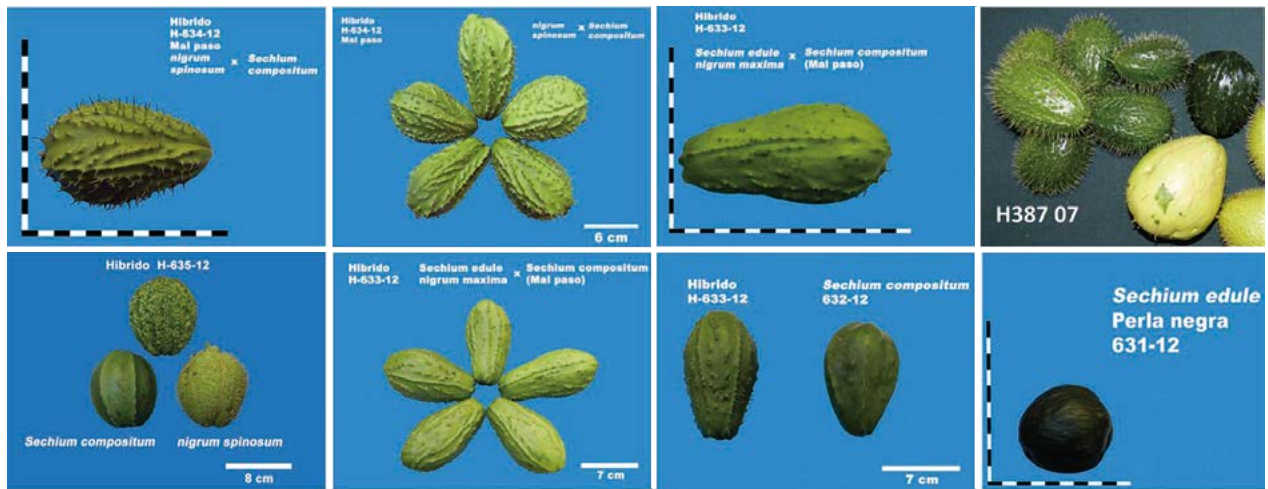 Hibrido
H-634-12
Mal paso
nigrum
spinosum
x
Sechium
compositum
Hibrido
H-634-12
Mal paso
nigrum
spinosum
x
Sechium
compositum
6 cm
Hibrido
H-633-12
Sechium edule
nigrum maxima
x
Sechium compositum
(Mal paso)
H387 07
Hibrido H-635-12
Sechium compositum
nigrum spinosum
8 cm
Hibrido
H-633-12
Sechium edule
nigrum maxima
x
Sechium compositum
(Mal paso)
7 cm
Hibrido
H-633-12
Sechium compositum
632-12
7 cm
Sechium edule
Perla negra
631-12